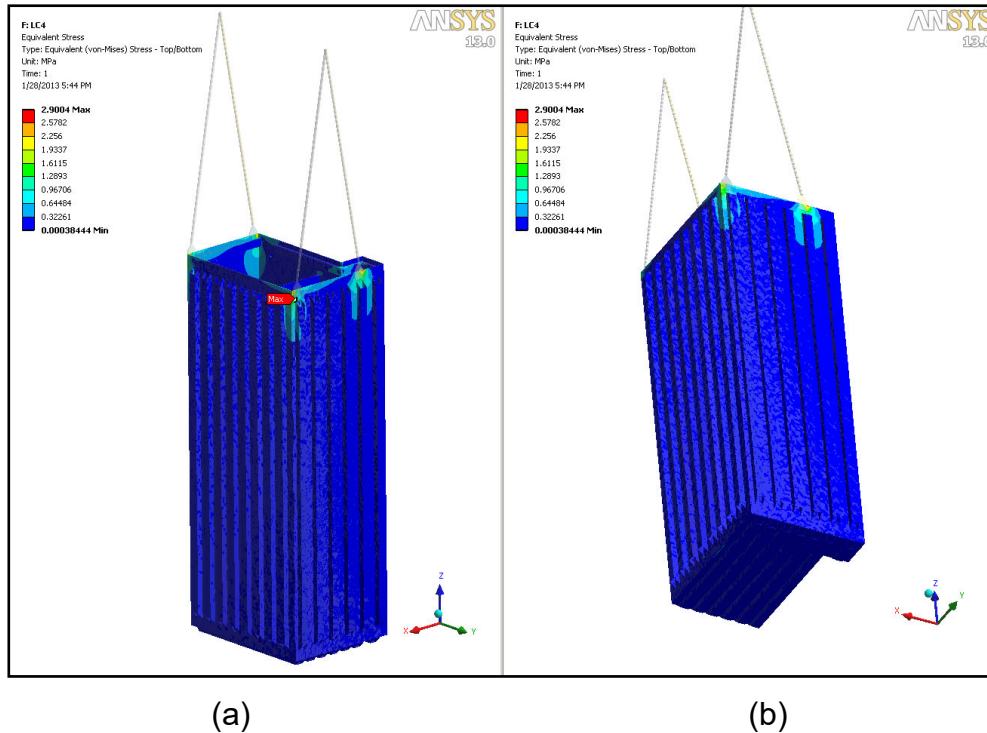 F: LC4
Equivalent Stress
Type: Equivalent (von-Mises) Stress - Top/Bottom
Unit: MPa
Time: 1
1/28/2013 5:44 PM
2.9004 Max
2.5782
2.256
1.9337
1.6115
1.2893
0.96706
0.64484
0.32261
0.00038444 Min
ANSYS
13.0
Max
Z
X
Y
F: LC4
Equivalent Stress
Type: Equivalent (von-Mises) Stress - Top/Bottom
Unit: MPa
Time: 1
1/28/2013 5:44 PM
2.9004 Max
2.5782
2.256
1.9337
1.6115
1.2893
0.96706
0.64484
0.32261
0.00038444 Min
ANSYS
13.0
Z
Y
X
(a)
(b)